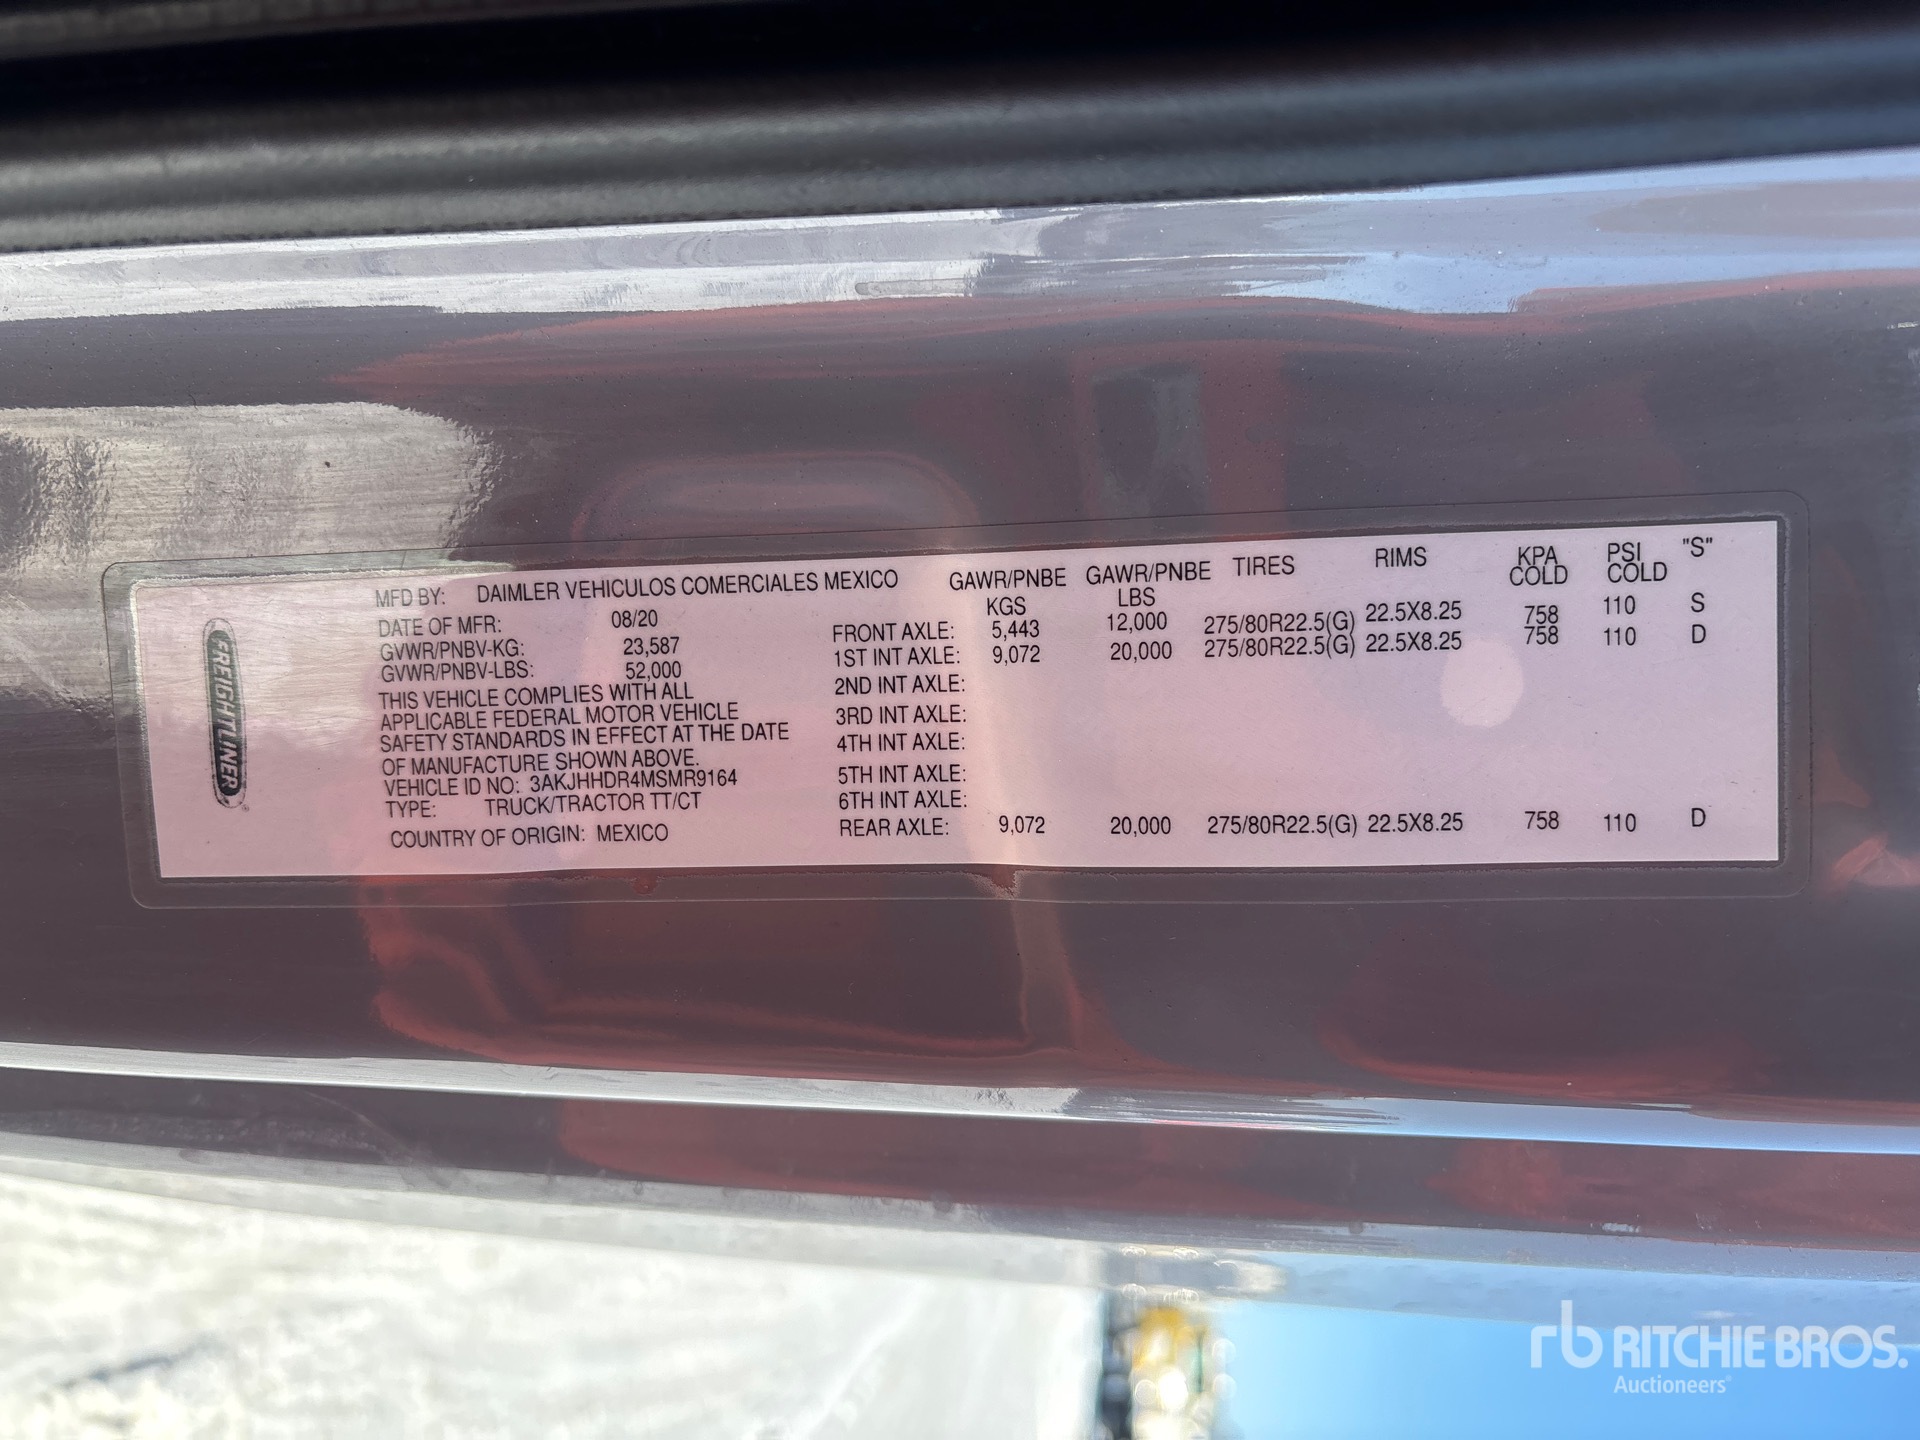 FREIGHTLINER
MFD BY: DAIMLER VEHICULOS COMERCIALES MEXICO
DATE OF MFR: 08/20
GVWR/PNBV-KG: 23,587
GVWR/PNBV-LBS: 52,000
THIS VEHICLE COMPLIES WITH ALL
APPLICABLE FEDERAL MOTOR VEHICLE
SAFETY STANDARDS IN EFFECT AT THE DATE
OF MANUFACTURE SHOWN ABOVE.
VEHICLE ID NO: 3AKJHHDR4MSMR9164
TYPE: TRUCK/TRACTOR TT/CT
COUNTRY OF ORIGIN: MEXICO
GAWR/PNBE GAWR/PNBE TIRES RIMS KPA PSI "S"
KGS LBS COLD COLD
FRONT AXLE: 5,443 12,000 275/80R22.5(G) 22.5X8.25 758 110 S
1ST INT AXLE: 9,072 20,000 275/80R22.5(G) 22.5X8.25 758 110 D
2ND INT AXLE:
3RD INT AXLE:
4TH INT AXLE:
5TH INT AXLE:
6TH INT AXLE:
REAR AXLE: 9,072 20,000 275/80R22.5(G) 22.5X8.25 758 110 D
rb RITCHIE BROS.
Auctioneers